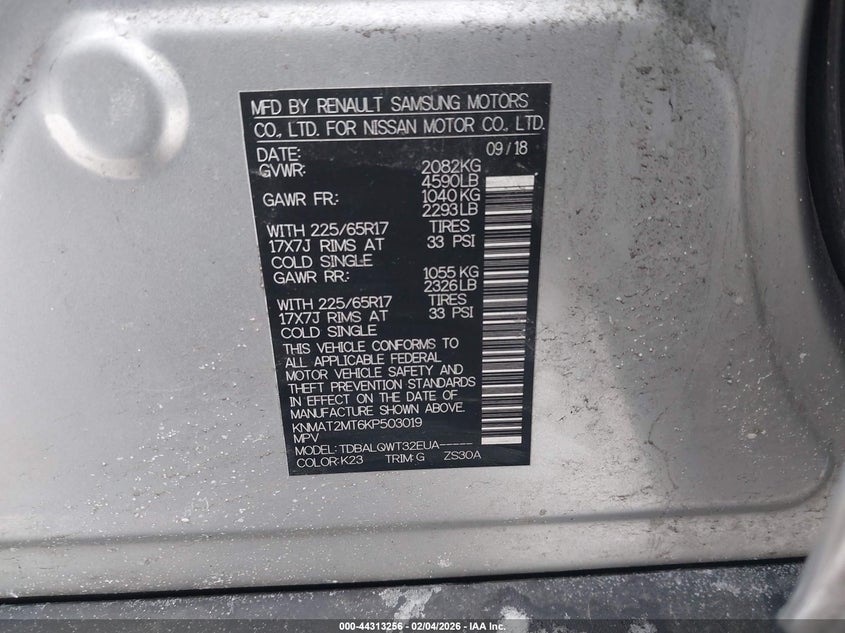 MFD BY RENAULT SAMSUNG MOTORS
CO., LTD. FOR NISSAN MOTOR CO., LTD.
DATE: 09/18
GVWR: 2082KG
4590LB
GAWR FR: 1040KG
2293LB
WITH 225/65R17 TIRES
17X7J RIMS AT 33 PSI
COLD SINGLE
GAWR RR: 1055KG
2326LB
WITH 225/65R17 TIRES
17X7J RIMS AT 33 PSI
COLD SINGLE
THIS VEHICLE CONFORMS TO
ALL APPLICABLE FEDERAL
MOTOR VEHICLE SAFETY AND
THEFT PREVENTION STANDARDS
IN EFFECT ON THE DATE OF
MANUFACTURE SHOWN ABOVE.
KNMAT2MT6KP503019
MPV
MODEL: TDBALQWT32EUA-----
COLOR:K23 TRIM:G ZS30A
000-44313256 - 02/04/2026 - IAA Inc.